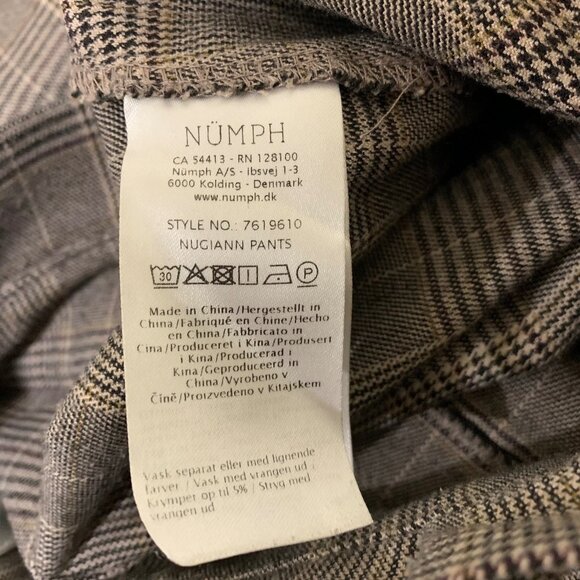 NÜMPH
CA 54413 - RN 128100
Nümph A/S - Ibsvej 1-3
6000 Kolding - Denmark
www.numph.dk
STYLE NO.: 7619610
NUGIANN PANTS
30
P
Made in China/Hergestellt in
China/Fabriqué en Chine/Hecho
en China/Fabbricato in
Cina/Produceret i Kina/Produsert
i Kina/Producerad i
Kina/Geproduceerd in
China/Vyrobeno v
Číně/Proizvedeno v Kitajskem
Vask separat eller med lignende
farver / Vask med vrangen ud /
Krymper op til 5% / Stryg med
vrangen ud